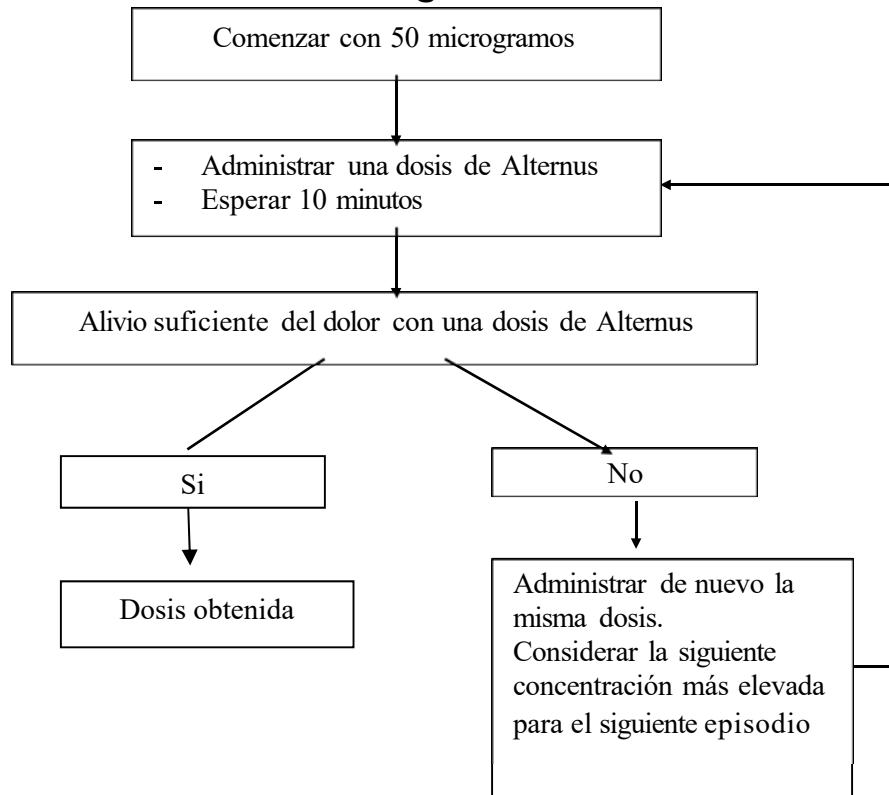 Comenzar con 50 microgramos
- Administrar una dosis de Alternus
- Esperar 10 minutos
Alivio suficiente del dolor con una dosis de Alternus
Si
No
Dosis obtenida
Administrar de nuevo la
misma dosis.
Considerar la siguiente
concentración más elevada
para el siguiente episodio